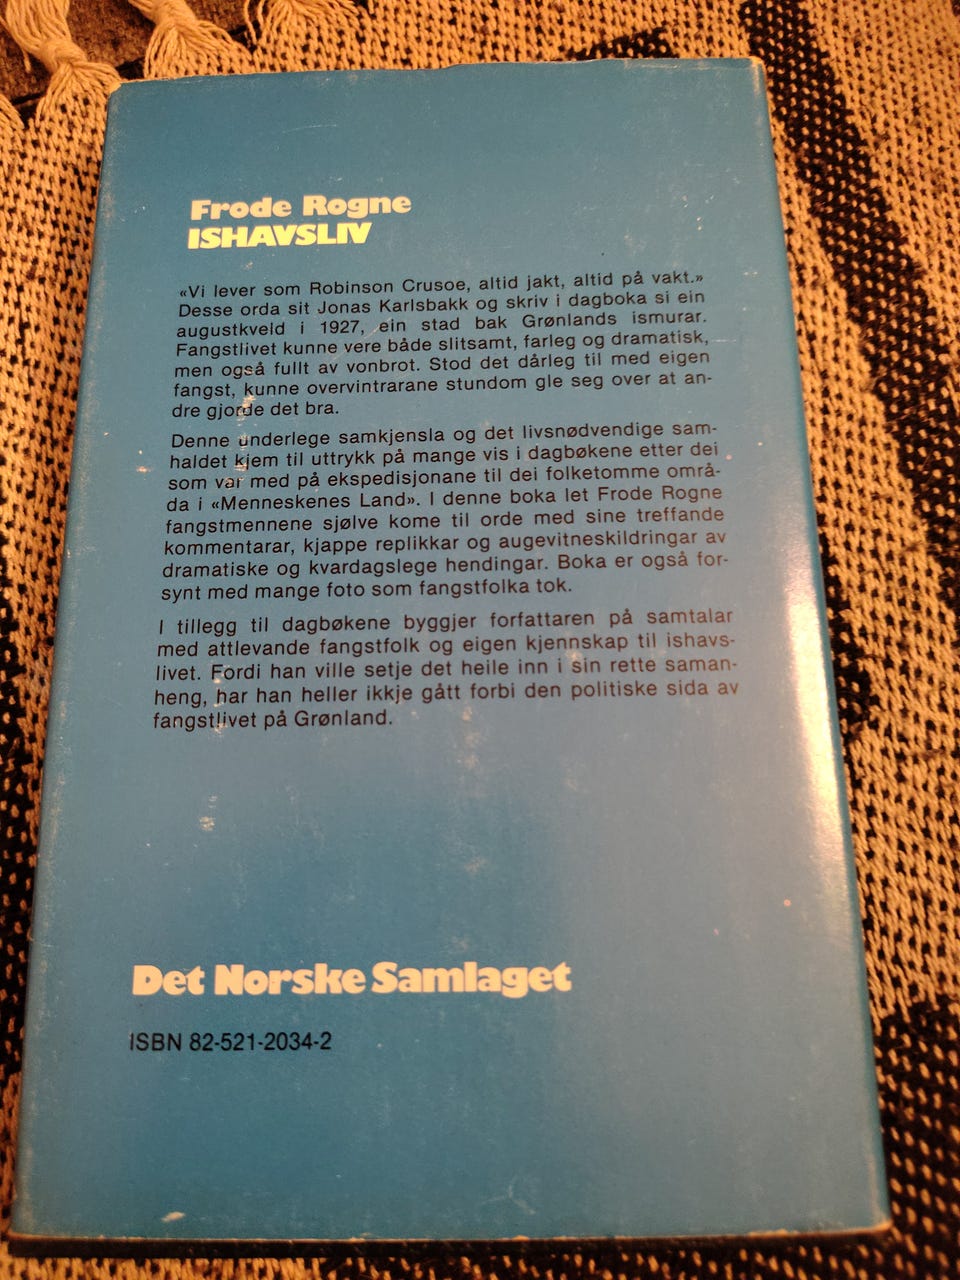 Frode Rogne
ISHAVSLIV
«Vi lever som Robinson Crusoe, altid jakt, altid på vakt.»
Desse orda sit Jonas Karlsbakk og skriv i dagboka si ein
augustkveld i 1927, ein stad bak Grønlands ismurar.
Fangstlivet kunne vere både slitsamt, farleg og dramatisk,
men også fullt av vonbrot. Stod det dårleg til med eigen
fangst, kunne overvintrarane stundom gle seg over at an-
dre gjorde det bra.
Denne underlege samkjensla og det livsnødvendige sam-
haldet kjem til uttrykk på mange vis i dagbøkene etter dei
som var med på ekspedisjonane til dei folketomme områ-
da i «Menneskenes Land». I denne boka let Frode Rogne
fangstmennene sjølve kome til orde med sine treffande
kommentarar, kjappe replikkar og augevitneskildringar av
dramatiske og kvardagslege hendingar. Boka er også for-
synt med mange foto som fangstfolka tok.
I tillegg til dagbøkene byggjer forfattaren på samtalar
med attlevande fangstfolk og eigen kjennskap til ishavs-
livet. Fordi han ville setje det heile inn i sin rette saman-
heng, har han heller ikkje gått forbi den politiske sida av
fangstlivet på Grønland.
Det Norske Samlaget
ISBN 82-521-2034-2